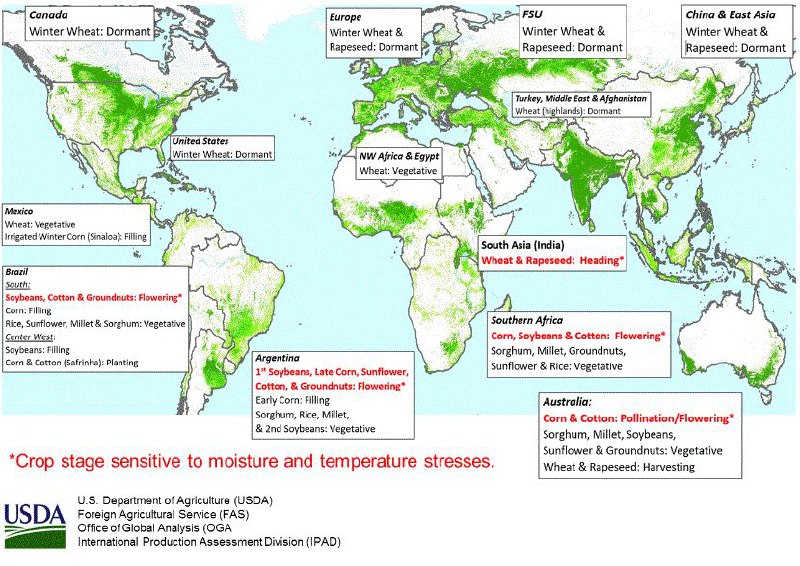 Canada
Winter Wheat: Dormant
Europe
Winter Wheat &
Rapeseed: Dormant
FSU
Winter Wheat &
Rapeseed: Dormant
China & East Asia
Winter Wheat &
Rapeseed: Dormant
Turkey, Middle East & Afghanistan
Wheat (highlands): Dormant
United States
Winter Wheat: Dormant
NW Africa & Egypt
Wheat: Vegetative
Mexico
Wheat: Vegetative
Irrigated Winter Corn (Sinaloa): Filling
South Asia (India)
Wheat & Rapeseed: Heading*
Brazil
South:
Soybeans, Cotton & Groundnuts: Flowering*
Corn: Filling
Rice, Sunflower, Millet & Sorghum: Vegetative
Center West:
Soybeans: Filling
Corn & Cotton (Safrinha): Planting
Southern Africa
Corn, Soybeans & Cotton: Flowering*
Sorghum, Millet, Groundnuts,
Sunflower & Rice: Vegetative
Argentina
1st Soybeans, Late Corn, Sunflower,
Cotton, & Groundnuts: Flowering*
Early Corn: Filling
Sorghum, Rice, Millet,
& 2nd Soybeans: Vegetative
Australia:
Corn & Cotton: Pollination/Flowering*
Sorghum, Millet, Soybeans,
Sunflower & Groundnuts: Vegetative
Wheat & Rapeseed: Harvesting
*Crop stage sensitive to moisture and temperature stresses.
USDA
U.S. Department of Agriculture (USDA)
Foreign Agricultural Service (FAS)
Office of Global Analysis (OGA
International Production Assessment Division (IPAD)